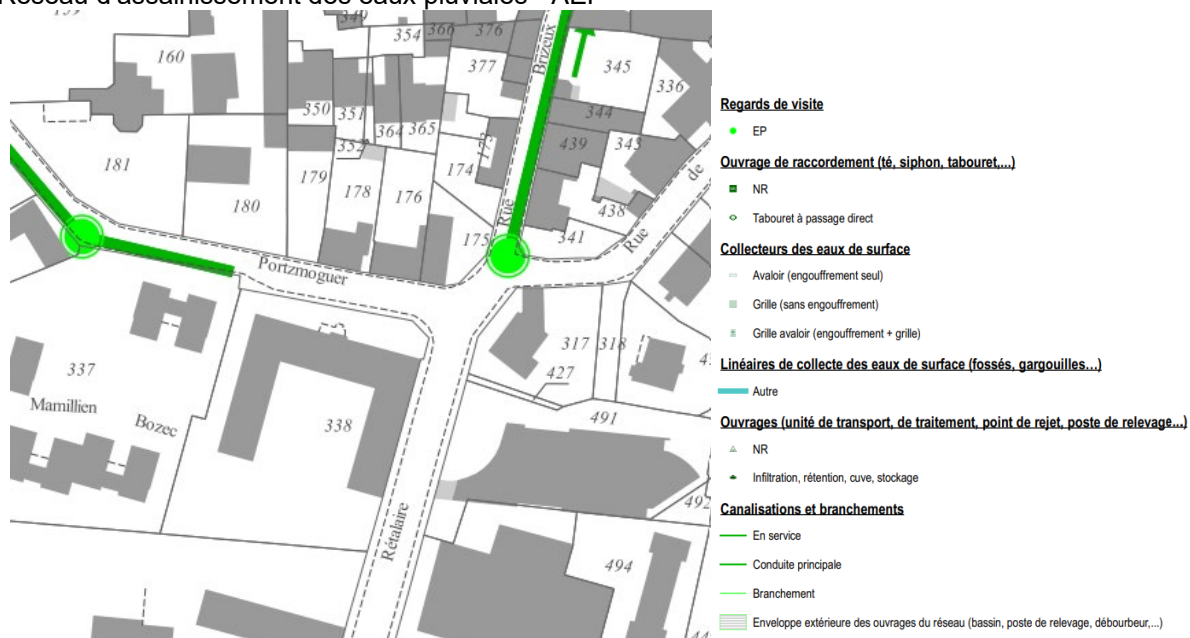 Réseau d'assainissement des eaux pluviales - AEP
160
354
366
376
377
345
336
350
351
344
364
365
352
439
343
181
173
174
179
178
176
180
438
175
341
Brizeux
Rue
Rue
de
Portzmoguer
337
317
318
427
Mamillien
Bozec
338
491
492
Rétalaire
494
Regards de visite
EP
Ouvrage de raccordement (té, siphon, tabouret,...)
NR
Tabouret à passage direct
Collecteurs des eaux de surface
Avaloir (engouffrement seul)
Grille (sans engouffrement)
Grille avaloir (engouffrement + grille)
Linéaires de collecte des eaux de surface (fossés, gargouilles…)
Autre
Ouvrages (unité de transport, de traitement, point de rejet, poste de relevage...)
NR
Infiltration, rétention, cuve, stockage
Canalisations et branchements
En service
Conduite principale
Branchement
Enveloppe extérieure des ouvrages du réseau (bassin, poste de relevage, débourbeur,...)